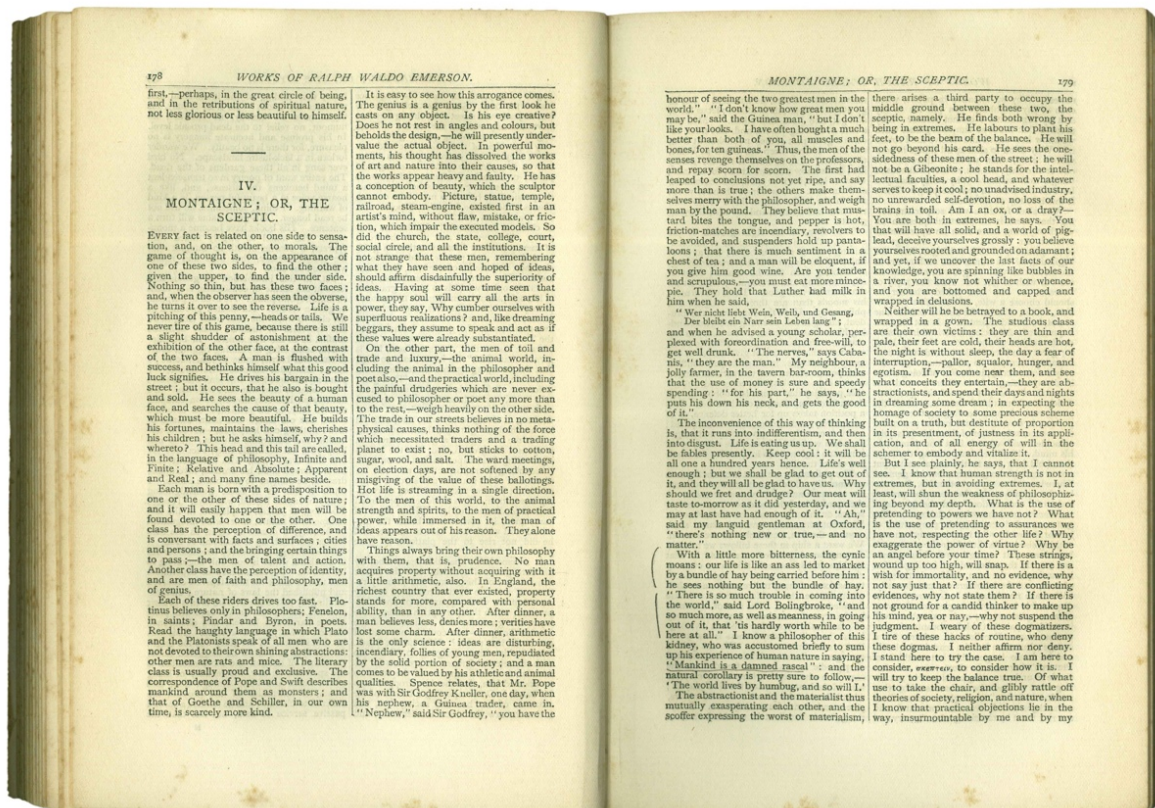 178
WORKS OF RALPH WALDO EMERSON.
first,—perhaps, in the great circle of being,
and in the retributions of spiritual nature,
not less glorious or less beautiful to himself.
IV.
MONTAIGNE; OR, THE
SCEPTIC.
EVERY fact is related on one side to sensa-
tion, and, on the other, to morals. The
game of thought is, on the appearance of
one of these two sides, to find the other;
given the upper, to find the under side.
Nothing so thin, but has these two faces;
and, when the observer has seen the obverse,
he turns it over to see the reverse. Life is a
pitching of this penny,—heads or tails. We
never tire of this game, because there is still
a slight shudder of astonishment at the
exhibition of the other face, at the contrast
of the two faces. A man is flushed with
success, and bethinks himself what this good
luck signifies. He drives his bargain in the
street; but it occurs, that he also is bought
and sold. He sees the beauty of a human
face, and searches the cause of that beauty,
which must be more beautiful. He builds
his fortunes, maintains the laws, cherishes
his children; but he asks himself, why? and
whereto? This head and this tail are called,
in the language of philosophy, Infinite and
Finite; Relative and Absolute; Apparent
and Real; and many fine names beside.
Each man is born with a predisposition to
one or the other of these sides of nature;
and it will easily happen that men will be
found devoted to one or the other. One
class has the perception of difference, and
is conversant with facts and surfaces; cities
and persons; and the bringing certain things
to pass;—the men of talent and action.
Another class have the perception of identity,
and are men of faith and philosophy, men
of genius.
Each of these riders drives too fast. Plo-
tinus believes only in philosophers; Fenelon,
in saints; Pindar and Byron, in poets.
Read the haughty language in which Plato
and the Platonists speak of all men who are
not devoted to their own shining abstractions:
other men are rats and mice. The literary
class is usually proud and exclusive. The
correspondence of Pope and Swift describes
mankind around them as monsters; and
that of Goethe and Schiller, in our own
time, is scarcely more kind.
It is easy to see how this arrogance comes.
The genius is a genius by the first look he
casts on any object. Is his eye creative?
Does he not rest in angles and colours, but
beholds the design,—he will presently under-
value the actual object. In powerful mo-
ments, his thought has dissolved the works
of art and nature into their causes, so that
the works appear heavy and faulty. He has
a conception of beauty, which the sculptor
cannot embody. Picture, statue, temple,
railroad, steam-engine, existed first in an
artist's mind, without flaw, mistake, or fric-
tion, which impair the executed models. So
did the church, the state, college, court,
social circle, and all the institutions. It is
not strange that these men, remembering
what they have seen and hoped of ideas,
should affirm disdainfully the superiority of
ideas. Having at some time seen that
the happy soul will carry all the arts in
power, they say, Why cumber ourselves with
superfluous realizations? and, like dreaming
beggars, they assume to speak and act as if
these values were already substantiated.
On the other part, the men of toil and
trade and luxury,—the animal world, in-
cluding the animal in the philosopher and
poet also,—and the practical world, including
the painful drudgeries which are never ex-
cused to philosopher or poet any more than
to the rest,—weigh heavily on the other side.
The trade in our streets believes in no meta-
physical causes, thinks nothing of the force
which necessitated traders and a trading
planet to exist; no, but sticks to cotton,
sugar, wool, and salt. The ward meetings,
on election days, are not softened by any
misgiving of the value of these ballotings.
Hot life is streaming in a single direction.
To the men of this world, to the animal
strength and spirits, to the men of practical
power, while immersed in it, the man of
ideas appears out of his reason. They alone
have reason.
Things always bring their own philosophy
with them, that is, prudence. No man
acquires property without acquiring with it
a little arithmetic, also. In England, the
richest country that ever existed, property
stands for more, compared with personal
ability, than in any other. After dinner, a
man believes less, denies more; verities have
lost some charm. After dinner, arithmetic
is the only science: ideas are disturbing,
incendiary, follies of young men, repudiated
by the solid portion of society; and a man
comes to be valued by his athletic and animal
qualities. Spence relates, that Mr. Pope
was with Sir Godfrey Kneller, one day, when
his nephew, a Guinea trader, came in.
"Nephew," said Sir Godfrey, "you have the
MONTAIGNE; OR, THE SCEPTIC.
179
honour of seeing the two greatest men in the
world." "I don't know how great men you
may be," said the Guinea man, "but I don't
like your looks. I have often bought a much
better than both of you, all muscles and
bones, for ten guineas." Thus, the men of the
senses revenge themselves on the professors,
and repay scorn for scorn. The first had
leaped to conclusions not yet ripe, and say
more than is true; the others make them-
selves merry with the philosopher, and weigh
man by the pound. They believe that mus-
tard bites the tongue, and pepper is hot,
friction-matches are incendiary, revolvers to
be avoided, and suspenders hold up panta-
loons; that there is much sentiment in a
chest of tea; and a man will be eloquent, if
you give him good wine. Are you tender
and scrupulous,—you must eat more mince-
pie. They hold that Luther had milk in
him when he said,
"Wer nicht liebt Wein, Weib, und Gesang,
Der bleibt ein Narr sein Leben lang";
and when he advised a young scholar, per-
plexed with foreordination and free-will, to
get well drunk. "The nerves," says Caba-
nis, "they are the man." My neighbour, a
jolly farmer, in the tavern bar-room, thinks
that the use of money is sure and speedy
spending: "for his part," he says, "he
puts his down his neck, and gets the good
of it."
The inconvenience of this way of thinking
is, that it runs into indifferentism, and then
into disgust. Life is eating us up. We shall
be fables presently. Keep cool: it will be
all one a hundred years hence. Life's well
enough; but we shall be glad to get out of
it, and they will all be glad to have us. Why
should we fret and drudge? Our meat will
taste to-morrow as it did yesterday, and we
may at last have had enough of it. "Ah,"
said my languid gentleman at Oxford,
"there's nothing new or true,—and no
matter."
With a little more bitterness, the cynic
moans: our life is like an ass led to market
by a bundle of hay being carried before him:
he sees nothing but the bundle of hay.
"There is so much trouble in coming into
the world," said Lord Bolingbroke, "and
so much more, as well as meanness, in going
out of it, that 'tis hardly worth while to be
here at all." I know a philosopher of this
kidney, who was accustomed briefly to sum
up his experience of human nature in saying,
"Mankind is a damned rascal": and the
natural corollary is pretty sure to follow,—
'The world lives by humbug, and so will I.'
The abstractionist and the materialist thus
mutually exasperating each other, and the
scoffer expressing the worst of materialism,
there arises a third party to occupy the
middle ground between these two, the
sceptic, namely. He finds both wrong by
being in extremes. He labours to plant his
feet, to be the beam of the balance. He will
not go beyond his card. He sees the one-
sidedness of these men of the street; he will
not be a Gibeonite; he stands for the intel-
lectual faculties, a cool head, and whatever
serves to keep it cool; no unadvised industry,
no unrewarded self-devotion, no loss of the
brains in toil. Am I an ox, or a dray?—
You are both in extremes, he says. You
that will have all solid, and a world of pig-
lead, deceive yourselves grossly: you believe
yourselves rooted and grounded on adamant;
and yet, if we uncover the last facts of our
knowledge, you are spinning like bubbles in
a river, you know not whither or whence,
and you are bottomed and capped and
wrapped in delusions.
Neither will he be betrayed to a book, and
wrapped in a gown. The studious class
are their own victims: they are thin and
pale, their feet are cold, their heads are hot,
the night is without sleep, the day a fear of
interruption,—pallor, squalor, hunger, and
egotism. If you come near them, and see
what conceits they entertain,—they are ab-
stractionists, and spend their days and nights
in dreaming some dream; in expecting the
homage of society to some precious scheme
built on a truth, but destitute of proportion
in its presentment, of justness in its appli-
cation, and of all energy of will in the
schemer to embody and vitalize it.
But I see plainly, he says, that I cannot
see. I know that human strength is not in
extremes, but in avoiding extremes. I, at
least, will shun the weakness of philosophiz-
ing beyond my depth. What is the use of
pretending to powers we have not? What
is the use of pretending to assurances we
have not, respecting the other life? Why
exaggerate the power of virtue? Why be
an angel before your time? These strings,
wound up too high, will snap. If there is a
wish for immortality, and no evidence, why
not say just that? If there are conflicting
evidences, why not state them? If there is
not ground for a candid thinker to make up
his mind, yea or nay,—why not suspend the
judgment. I weary of these dogmatizers.
I tire of these hacks of routine, who deny
these dogmas. I neither affirm nor deny.
I stand here to try the case. I am here to
consider, σκεπτειν, to consider how it is. I
will try to keep the balance true. Of what
use to take the chair, and glibly rattle off
theories of society, religion, and nature, when
I know that practical objections lie in the
way, insurmountable by me and by my